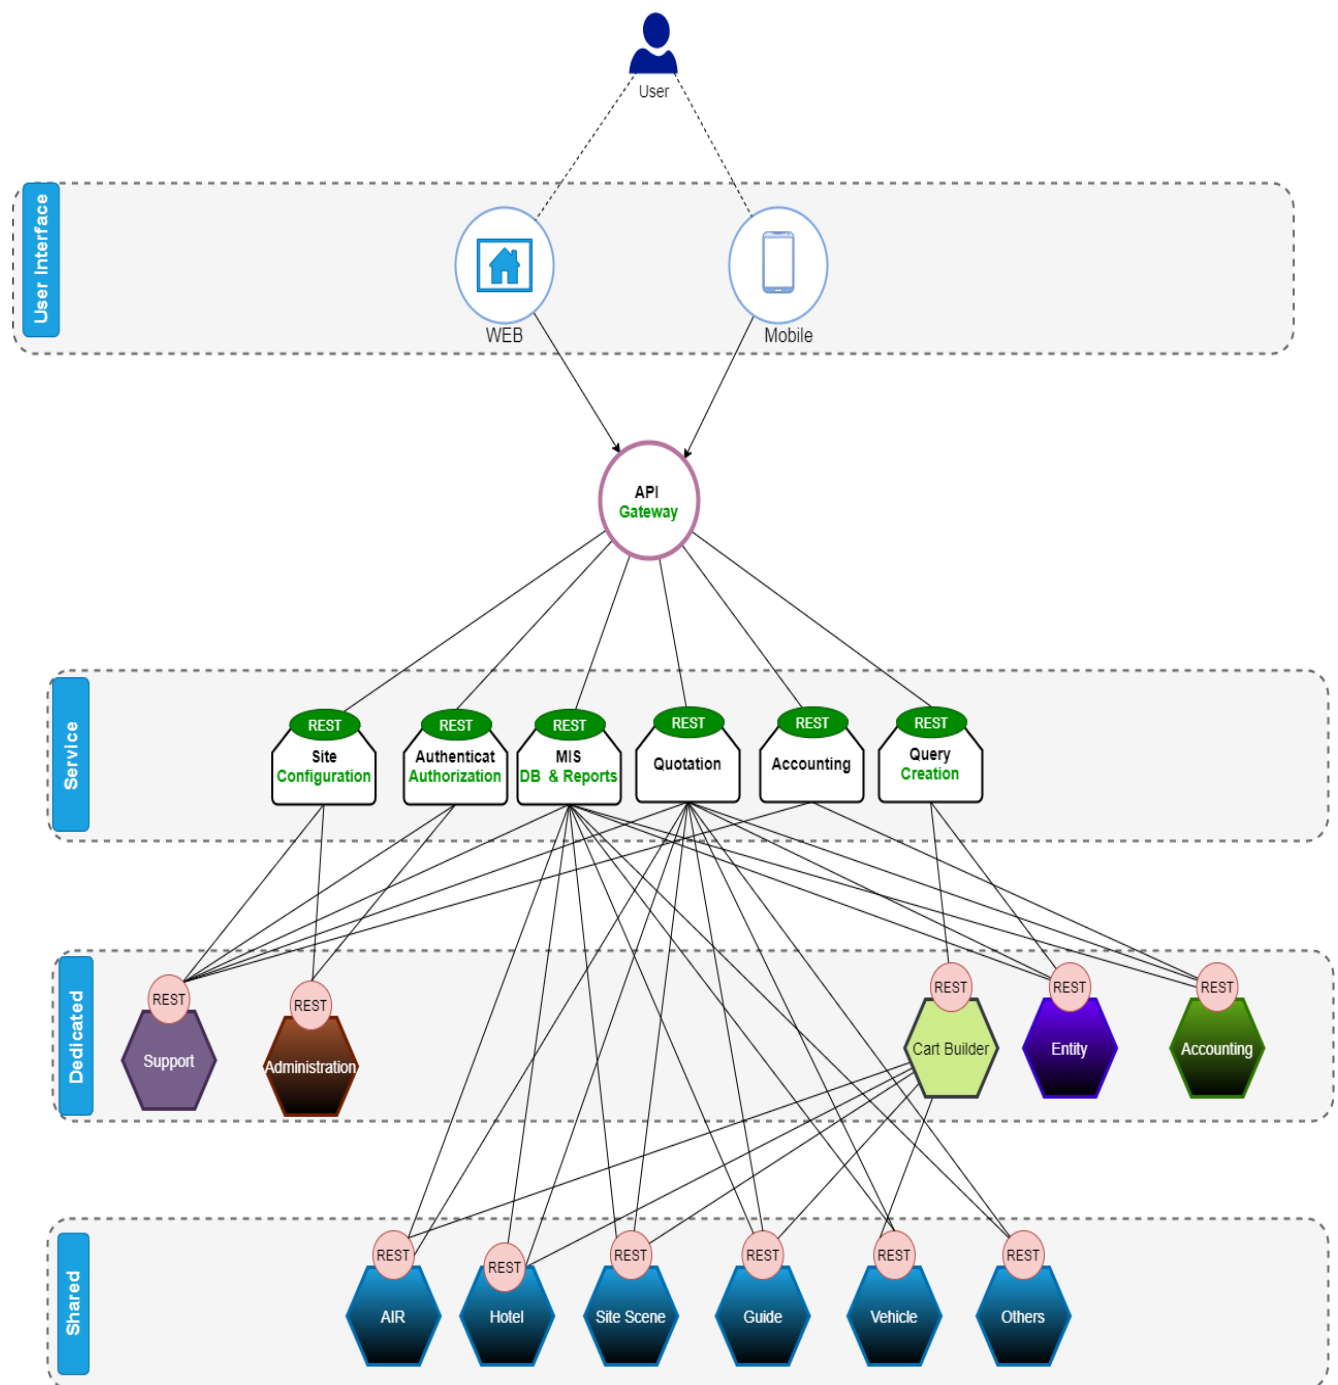 User
User Interface
WEB
Mobile
API
Gateway
Service
REST
REST
REST
REST
REST
REST
Site
Configuration
Authenticat
Authorization
MIS
DB & Reports
Quotation
Accounting
Query
Creation
Dedicated
REST
REST
REST
REST
REST
Support
Administration
Cart Builder
Entity
Accounting
Shared
REST
REST
REST
REST
REST
REST
AIR
Hotel
Site Scene
Guide
Vehicle
Others